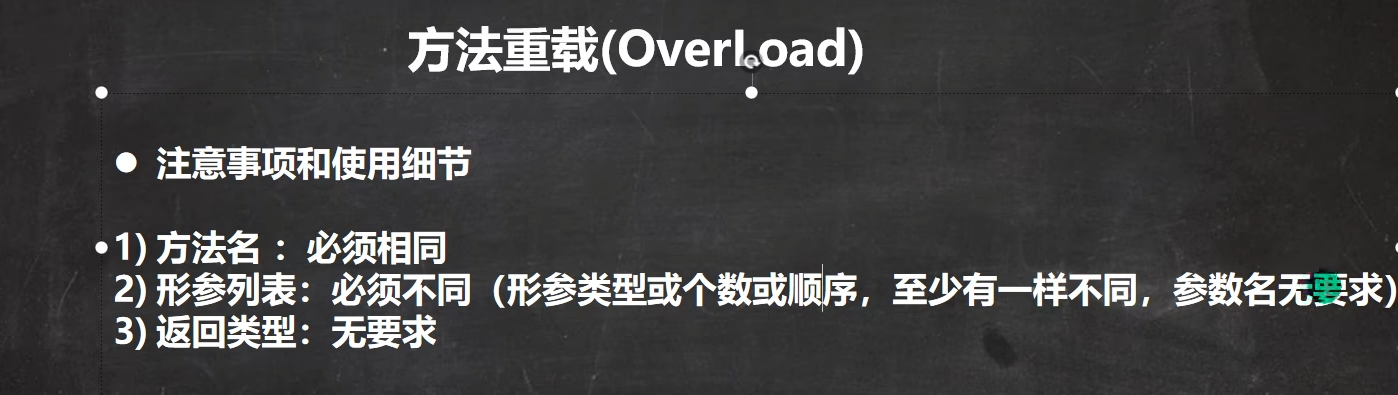 方法重载(OverLoad)
● 注意事项和使用细节
1) 方法名 ：必须相同
2) 形参列表：必须不同（形参类型或个数或顺序，至少有一样不同，参数名无要求)
3) 返回类型：无要求